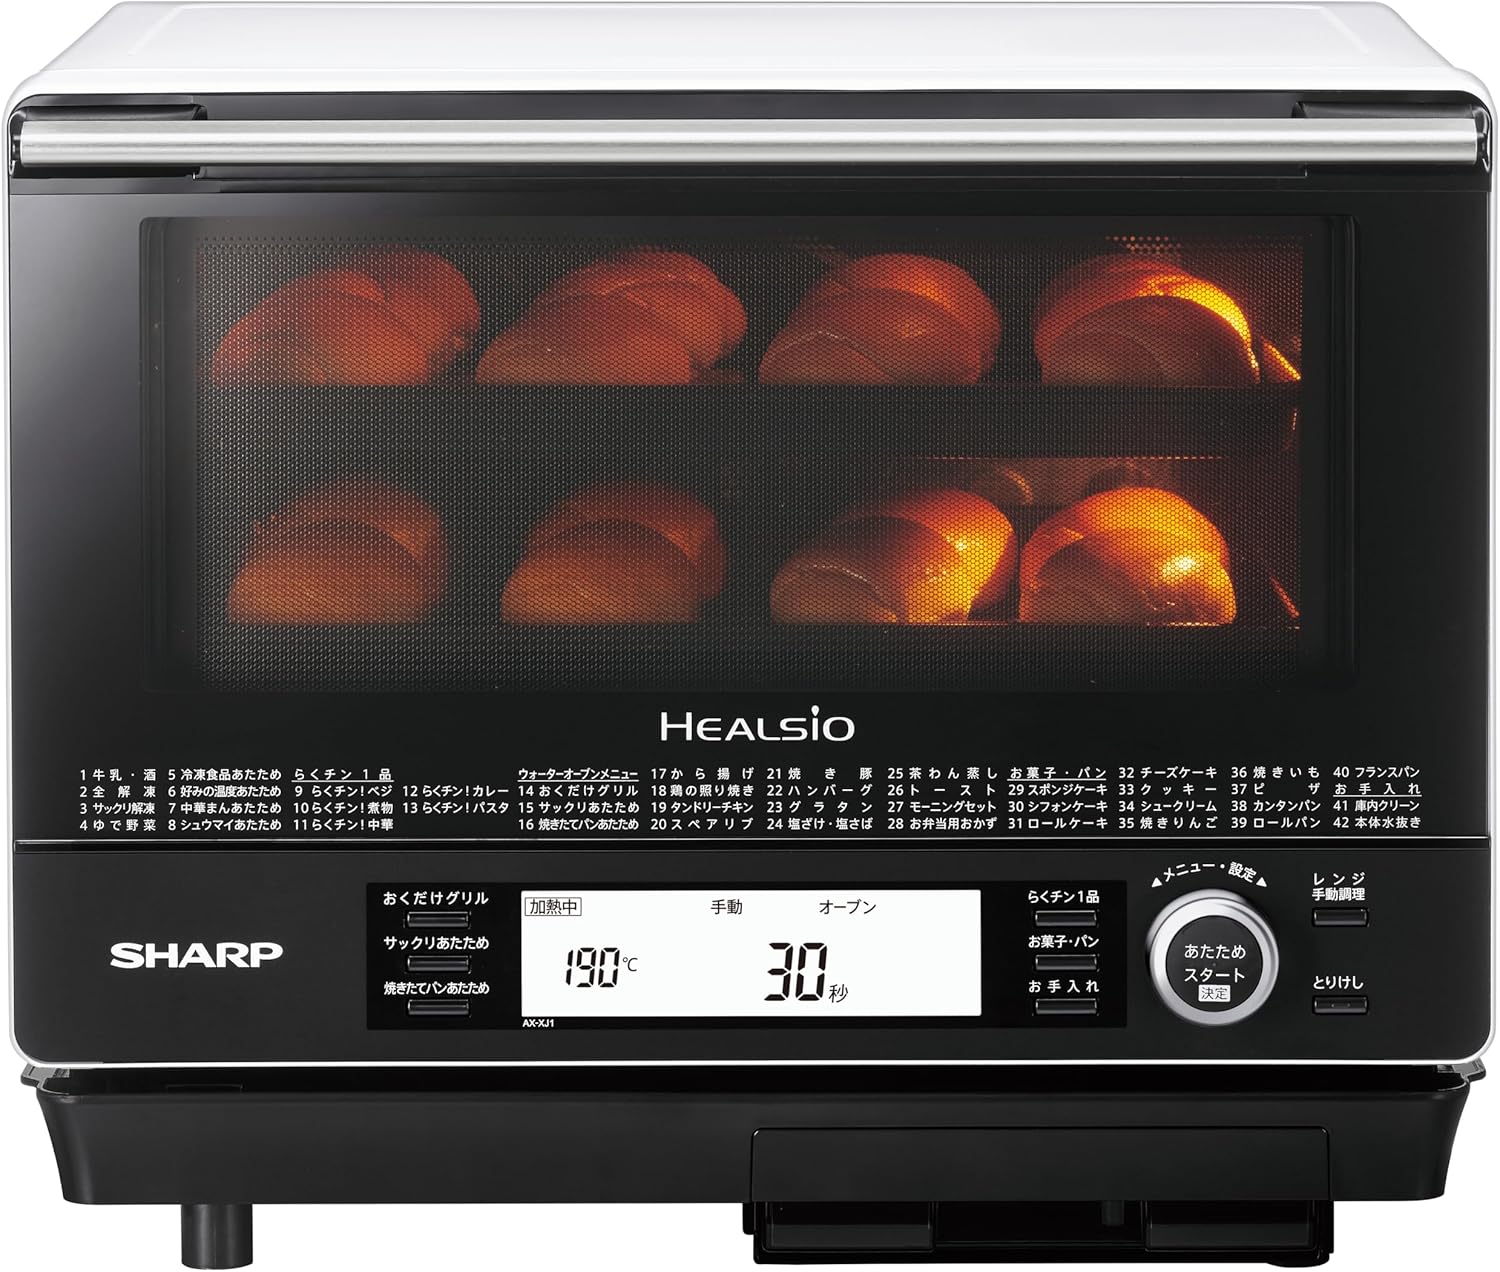 HEALSIO
1 牛乳・酒
2 全解凍
3 サックリ解凍
4 ゆで野菜
5 冷凍食品あたため
6 好みの温度あたため
7 中華まんあたため
8 シュウマイあたため
らくチン1品
9 らくチン!ベジ
10 らくチン!煮物
11 らくチン!中華
12 らくチン!カレー
13 らくチン!パスタ
ウォーターオーブンメニュー
14 おくだけグリル
15 サックリあたため
16 焼きたてパンあたため
17 から揚げ
18 鶏の照り焼き
19 タンドリーチキン
20 スペアリブ
21 焼き豚
22 ハンバーグ
23 グラタン
24 塩ざけ・塩さば
25 茶わん蒸し
26 トースト
27 モーニングセット
28 お弁当用おかず
お菓子・パン
29 スポンジケーキ
30 シフォンケーキ
31 ロールケーキ
32 チーズケーキ
33 クッキー
34 シュークリーム
35 焼きりんご
36 焼きいも
37 ピザ
38 カンタンパン
39 ロールパン
40 フランスパン
お手入れ
41 庫内クリーン
42 本体水抜き
SHARP
おくだけグリル
サックリあたため
焼きたてパンあたため
加熱中 手動 オーブン
190℃ 30秒
AX-XJ1
らくチン1品
お菓子・パン
お手入れ
▲メニュー・設定▲
あたため
スタート
決定
レンジ
手動調理
とりけし